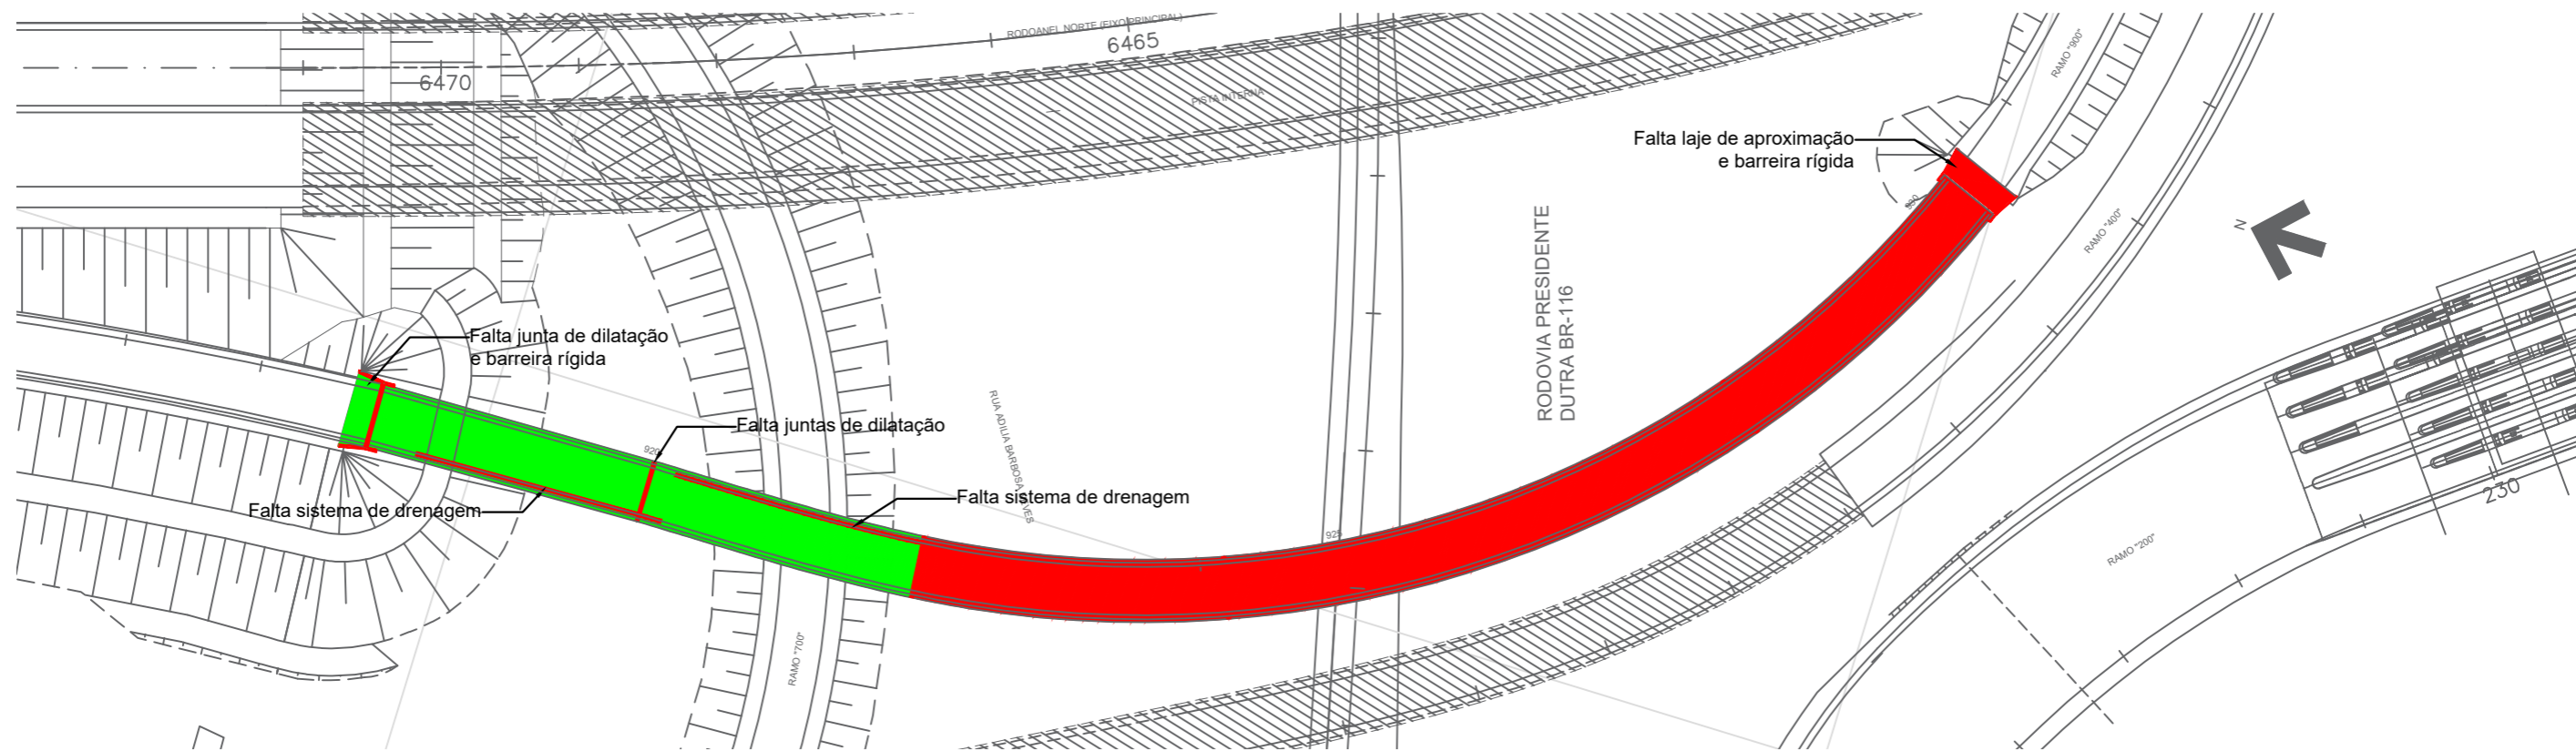 RODOANEL NORTE (EIXO PRINCIPAL)
6465
6470
PISTA INTERNA
RAMO "900"
Falta laje de aproximação
e barreira rígida
930
RODOVIA PRESIDENTE
DUTRA BR-116
RAMO "400"
N
Falta junta de dilatação
e barreira rígida
Falta juntas de dilatação
920
RUA ADILIA BARBOSA
Falta sistema de drenagem
Falta sistema de drenagem
925
230
RAMO "200"
RAMO "700"